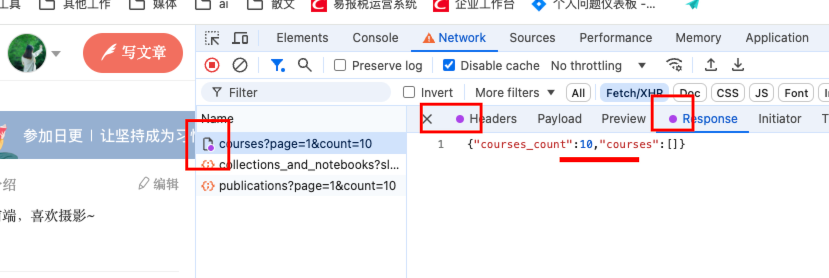 工具 其他工作 媒体 ai 散文 易报税运营系统 企业工作台 个人问题仪表板 -...
写文章
Elements Console Network Sources Performance Memory Application
Preserve log Disable cache No throttling
Filter Invert More filters All Fetch/XHR Doc CSS JS Font
Name
Headers Payload Preview Response Initiator T
参加日更 | 让坚持成为习惯
courses?page=1&count=10
1 {"courses_count":10,"courses":[]}
collections_and_notebooks?sl...
介绍 编辑
publications?page=1&count=10
前端，喜欢摄影~